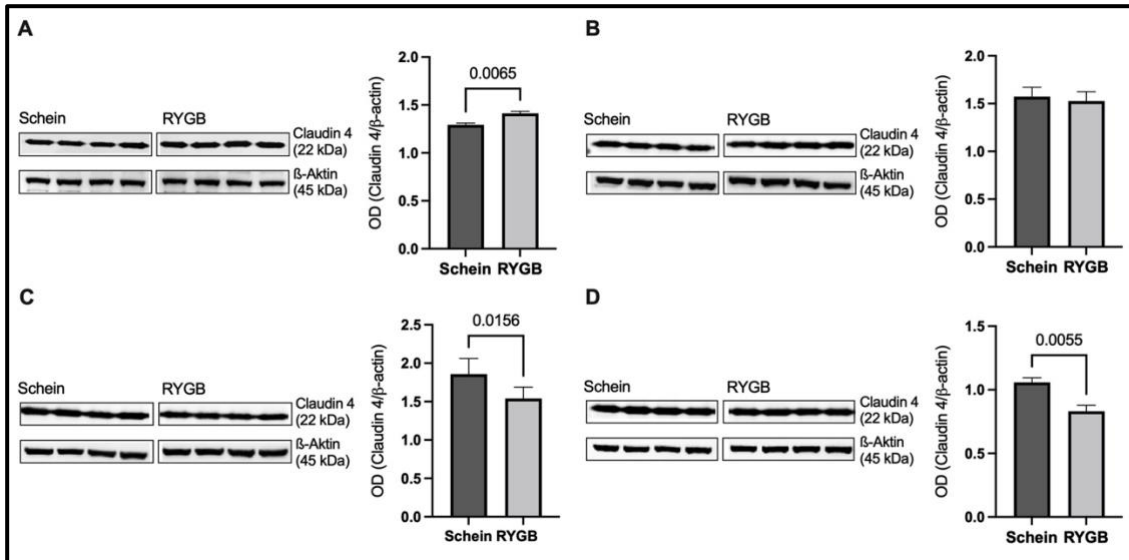 A
Schein
RYGB
Claudin 4
(22 kDa)
ß-Aktin
(45 kDa)
OD (Claudin 4/β-actin)
2.0
1.5
1.0
0.5
0.0
0.0065
Schein RYGB
B
Schein
RYGB
Claudin 4
(22 kDa)
ß-Aktin
(45 kDa)
OD (Claudin 4/β-actin)
2.0
1.5
1.0
0.5
0.0
Schein RYGB
C
Schein
RYGB
Claudin 4
(22 kDa)
ß-Aktin
(45 kDa)
OD (Claudin 4/β-actin)
2.5
2.0
1.5
1.0
0.5
0.0
0.0156
Schein RYGB
D
Schein
RYGB
Claudin 4
(22 kDa)
ß-Aktin
(45 kDa)
OD (Claudin 4/β-actin)
1.5
1.0
0.5
0.0
0.0055
Schein RYGB